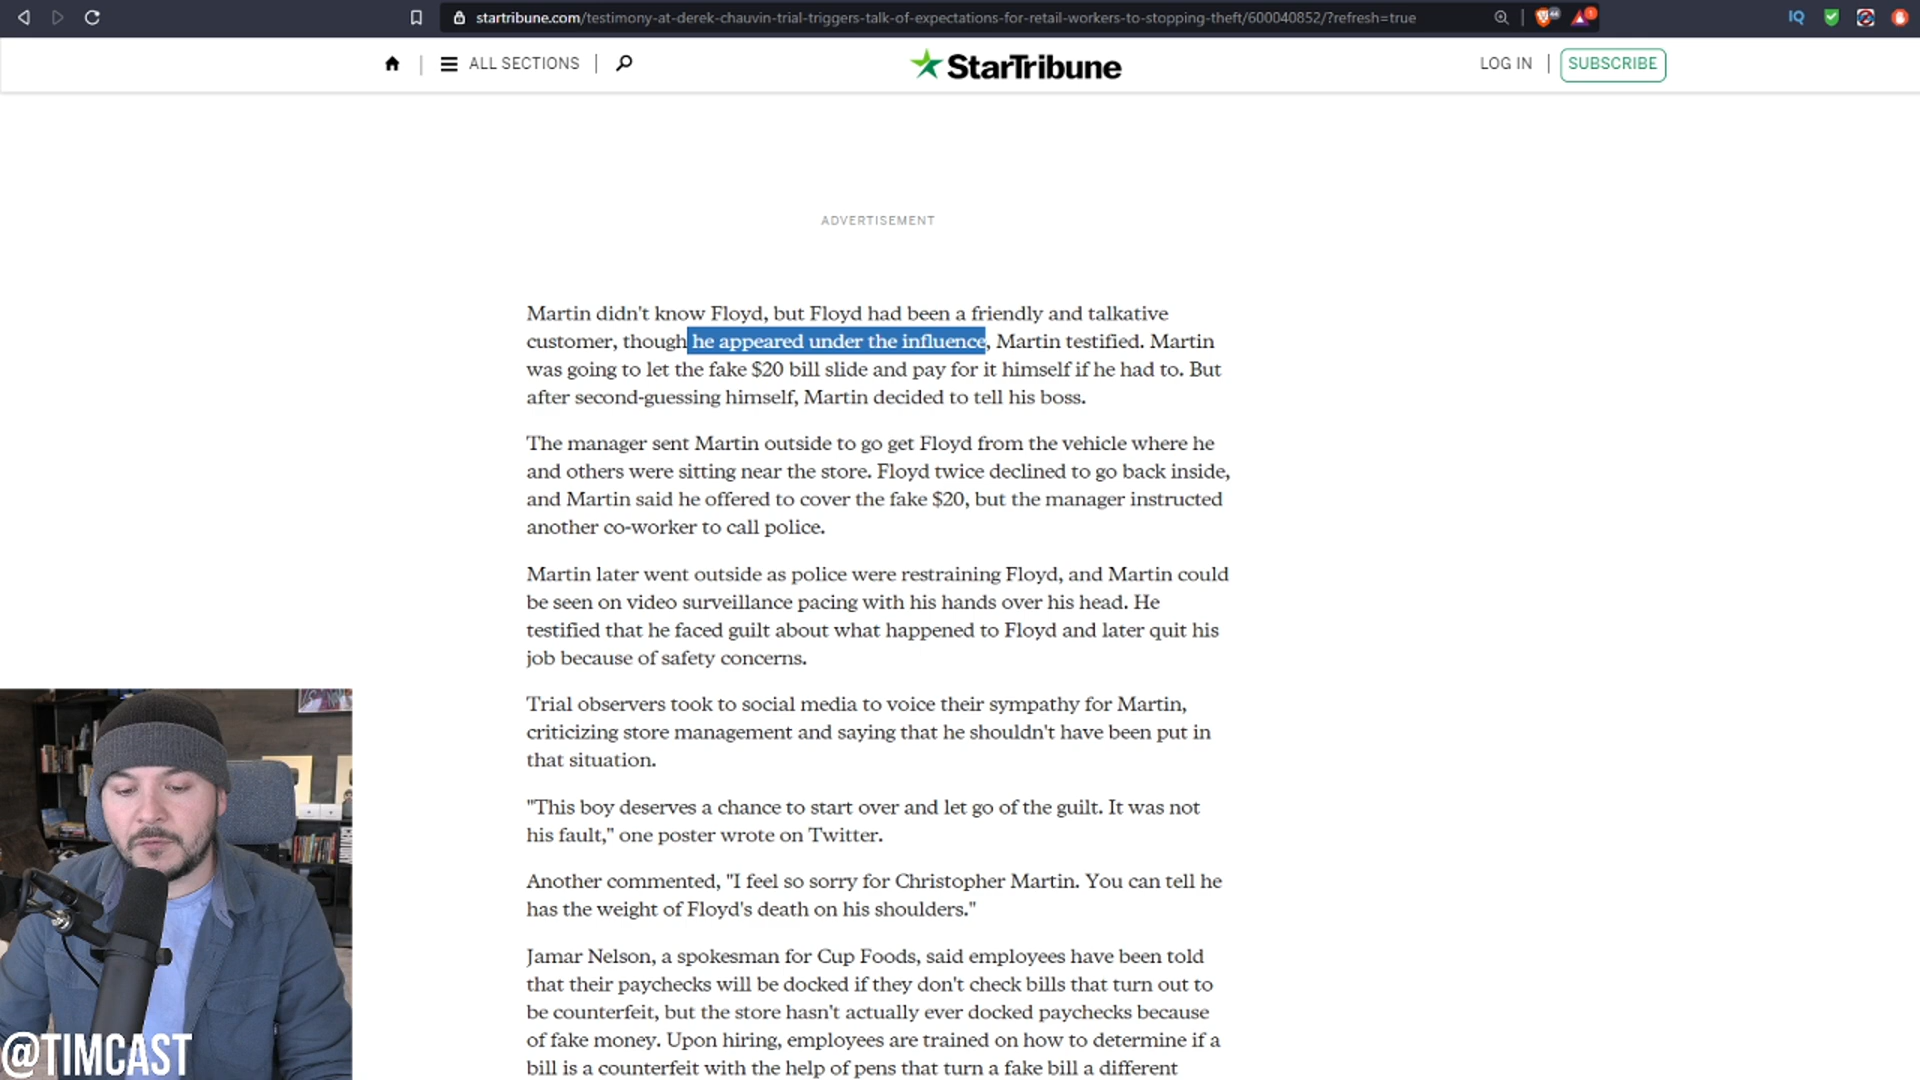 startribune.com/testimony-at-derek-chauvin-trial-triggers-talk-of-expectations-for-retail-workers-to-stopping-theft/600040852/?refresh=true
IQ
ALL SECTIONS
StarTribune
LOG IN
SUBSCRIBE
ADVERTISEMENT
Martin didn't know Floyd, but Floyd had been a friendly and talkative
customer, though he appeared under the influence, Martin testified. Martin
was going to let the fake $20 bill slide and pay for it himself if he had to. But
after second-guessing himself, Martin decided to tell his boss.
The manager sent Martin outside to go get Floyd from the vehicle where he
and others were sitting near the store. Floyd twice declined to go back inside,
and Martin said he offered to cover the fake $20, but the manager instructed
another co-worker to call police.
Martin later went outside as police were restraining Floyd, and Martin could
be seen on video surveillance pacing with his hands over his head. He
testified that he faced guilt about what happened to Floyd and later quit his
job because of safety concerns.
Trial observers took to social media to voice their sympathy for Martin,
criticizing store management and saying that he shouldn't have been put in
that situation.
"This boy deserves a chance to start over and let go of the guilt. It was not
his fault," one poster wrote on Twitter.
Another commented, "I feel so sorry for Christopher Martin. You can tell he
has the weight of Floyd's death on his shoulders."
Jamar Nelson, a spokesman for Cup Foods, said employees have been told
that their paychecks will be docked if they don't check bills that turn out to
be counterfeit, but the store hasn't actually ever docked paychecks because
of fake money. Upon hiring, employees are trained on how to determine if a
bill is a counterfeit with the help of pens that turn a fake bill a different
@TIMCAST